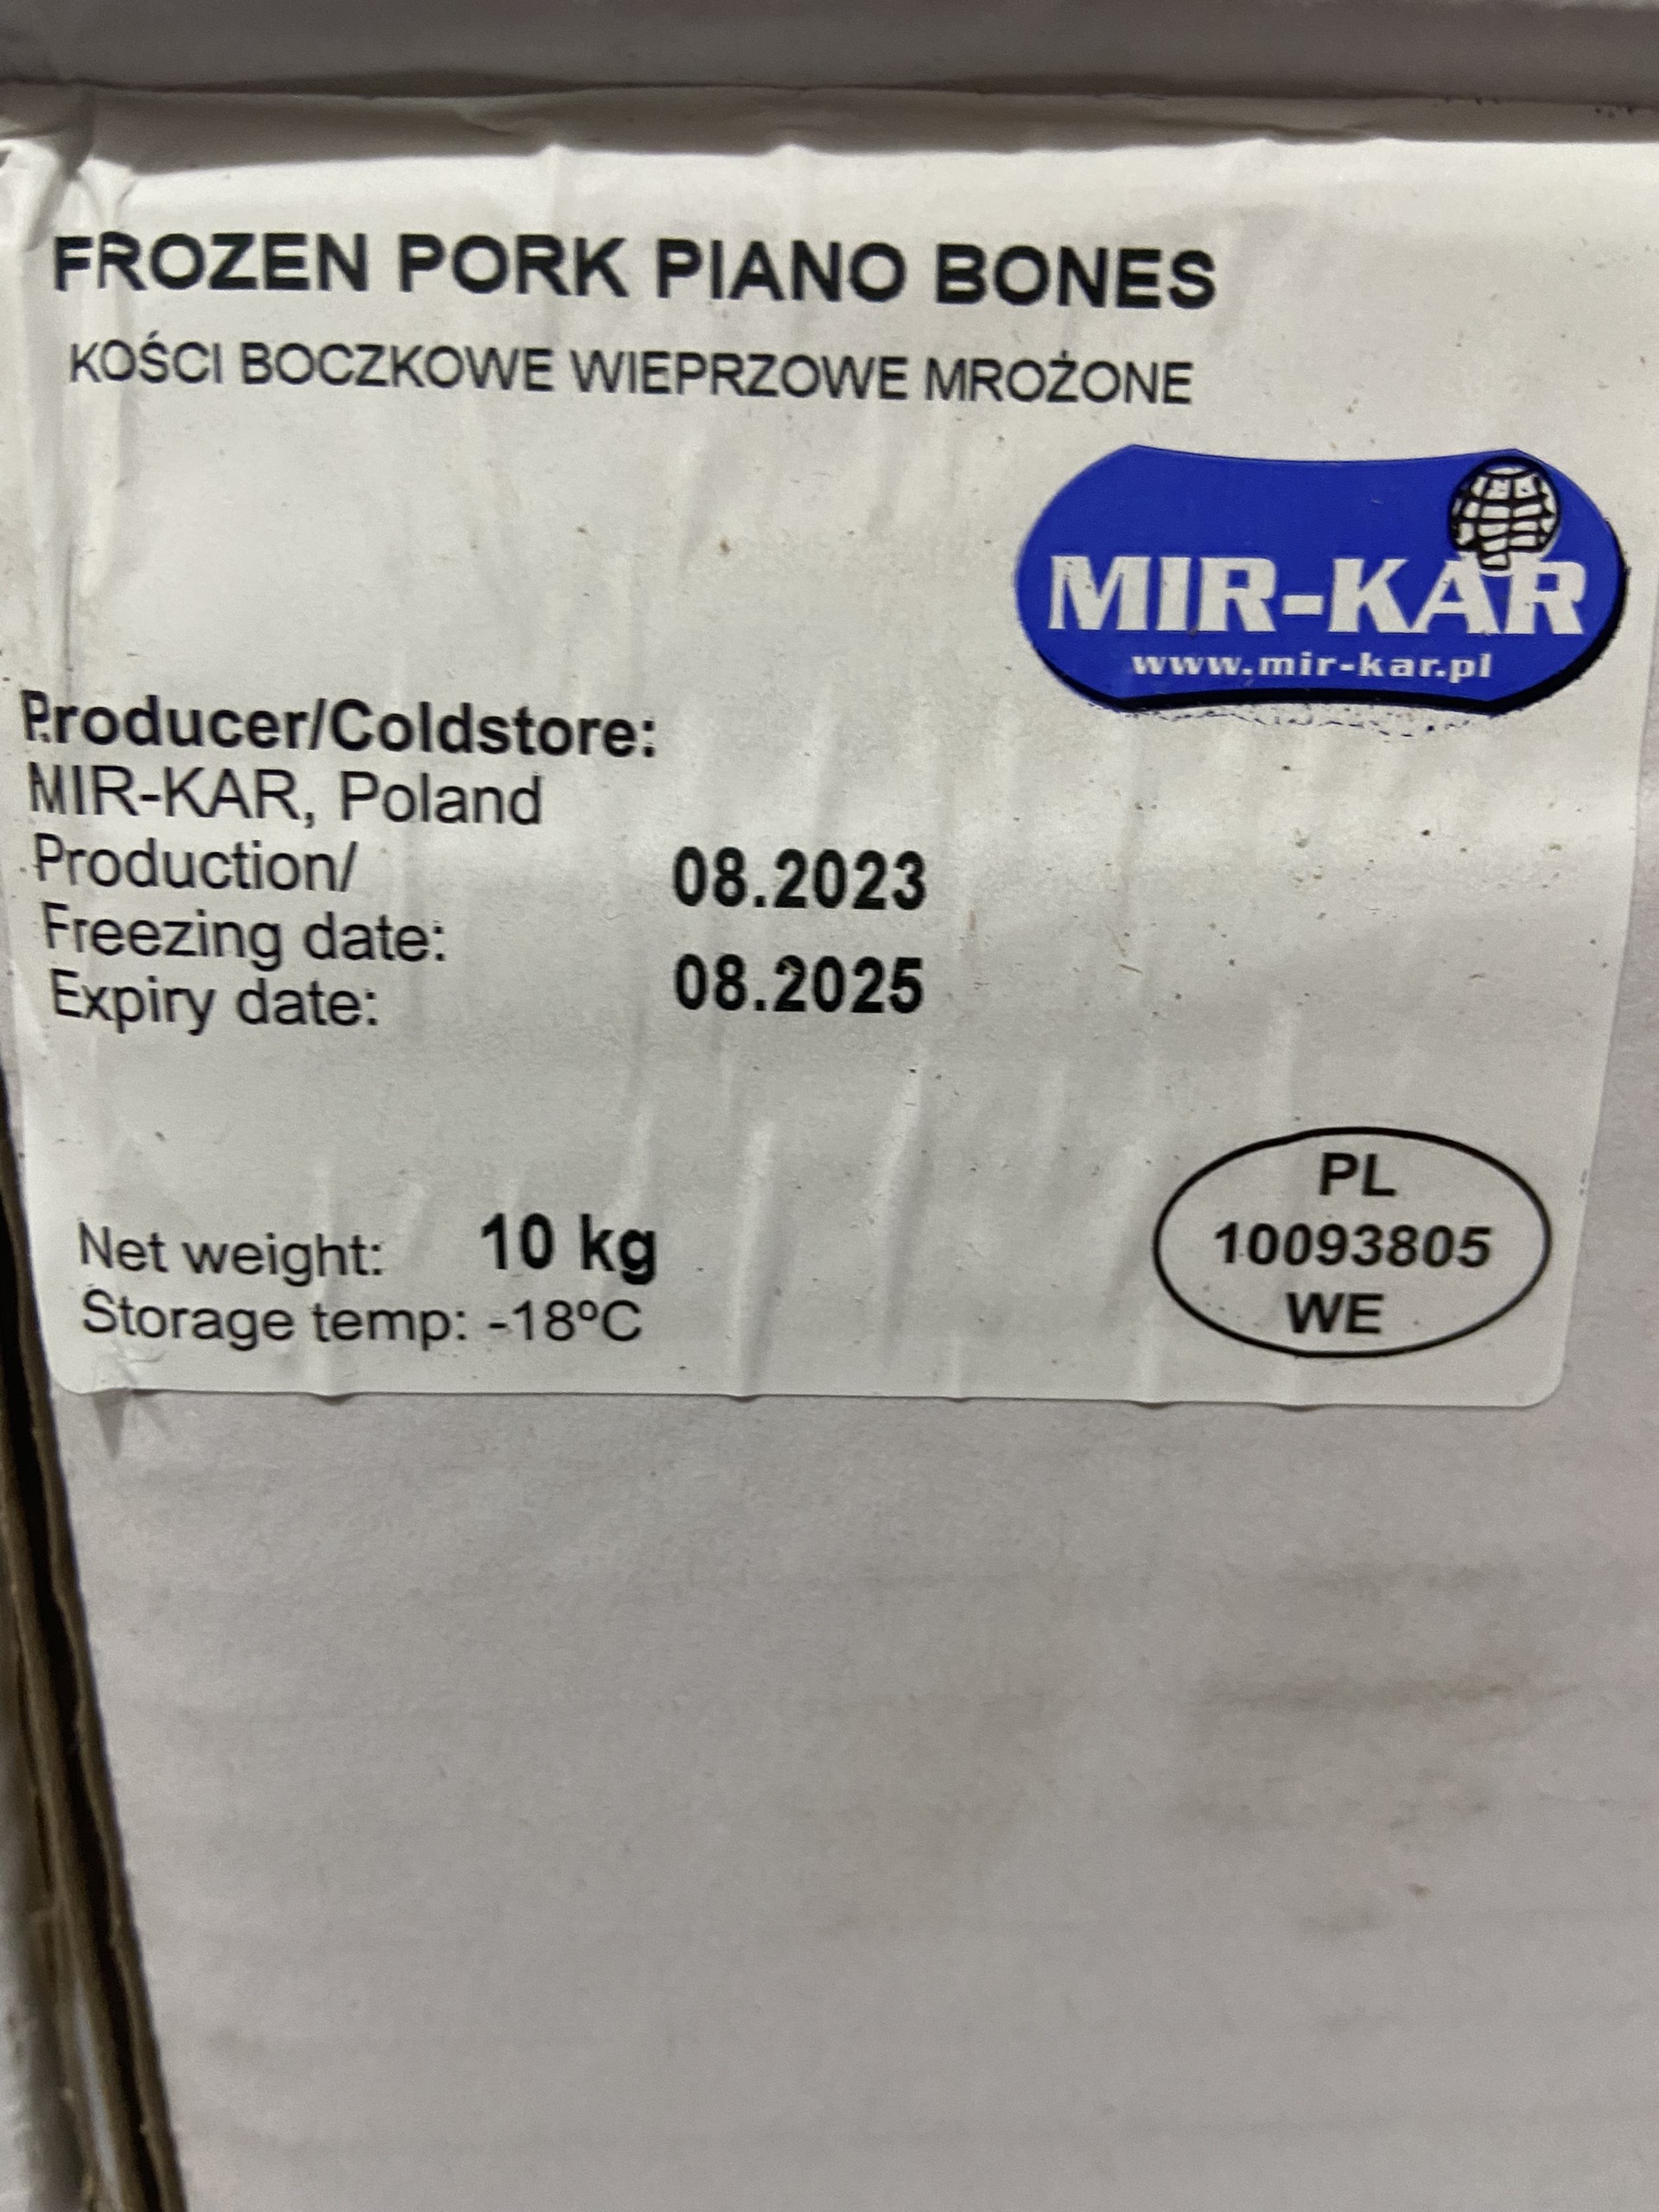 FROZEN PORK PIANO BONES
KOŚCI BOCZKOWE WIEPRZOWE MROŻONE
MIR-KAR
www.mir-kar.pl
Producer/Coldstore:
MIR-KAR, Poland
Production/
Freezing date: 08.2023
Expiry date: 08.2025
PL
10093805
WE
Net weight: 10 kg
Storage temp: -18ºC